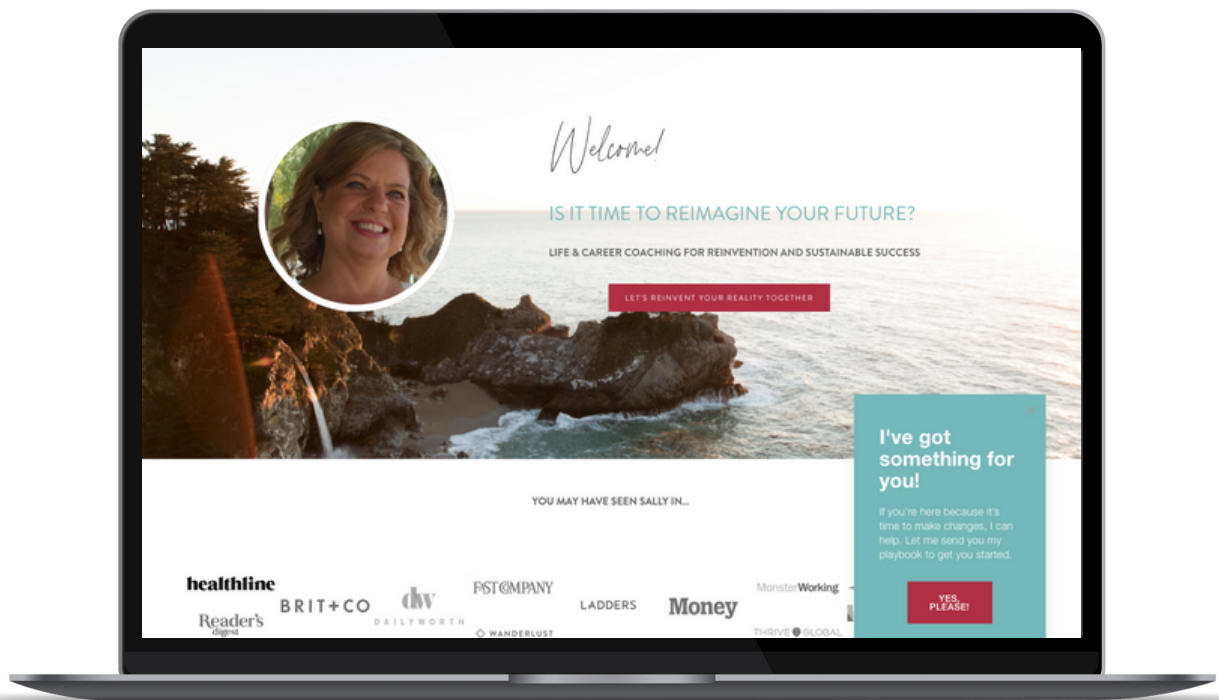 Welcome!
IS IT TIME TO REIMAGINE YOUR FUTURE?
LIFE & CAREER COACHING FOR REINVENTION AND SUSTAINABLE SUCCESS
LET'S REINVENT YOUR REALITY TOGETHER
YOU MAY HAVE SEEN SALLY IN...
healthline
Reader's
digest
BRIT+CO
dw
DAILYWORTH
FAST COMPANY
WANDERLUST
LADDERS
Money
MonsterWorking
THRIVE GLOBAL
I've got
something for
you!
If you're here because it's
time to make changes, I can
help. Let me send you my
playbook to get you started.
YES,
PLEASE!